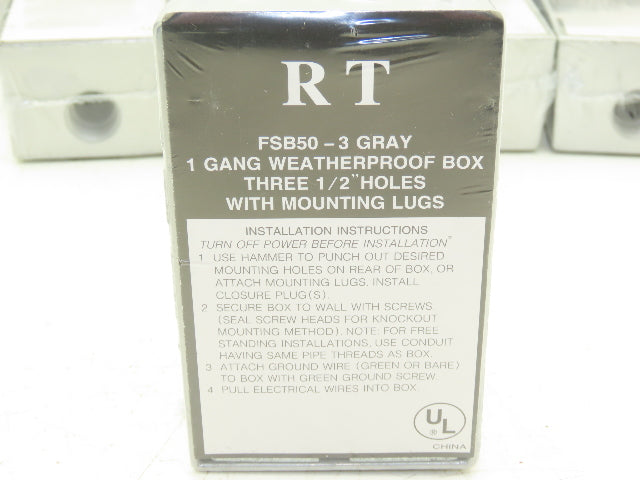 RT
FSB50 – 3 GRAY
1 GANG WEATHERPROOF BOX
THREE 1/2" HOLES
WITH MOUNTING LUGS
INSTALLATION INSTRUCTIONS
TURN OFF POWER BEFORE INSTALLATION"
1 USE HAMMER TO PUNCH OUT DESIRED
MOUNTING HOLES ON REAR OF BOX, OR
ATTACH MOUNTING LUGS. INSTALL
CLOSURE PLUG(S).
2 SECURE BOX TO WALL WITH SCREWS
(SEAL SCREW HEADS FOR KNOCKOUT
MOUNTING METHOD). NOTE: FOR FREE
STANDING INSTALLATIONS, USE CONDUIT
HAVING SAME PIPE THREADS AS BOX.
3 ATTACH GROUND WIRE (GREEN OR BARE)
TO BOX WITH GREEN GROUND SCREW
4 PULL ELECTRICAL WIRES INTO BOX
UL
®
CHINA